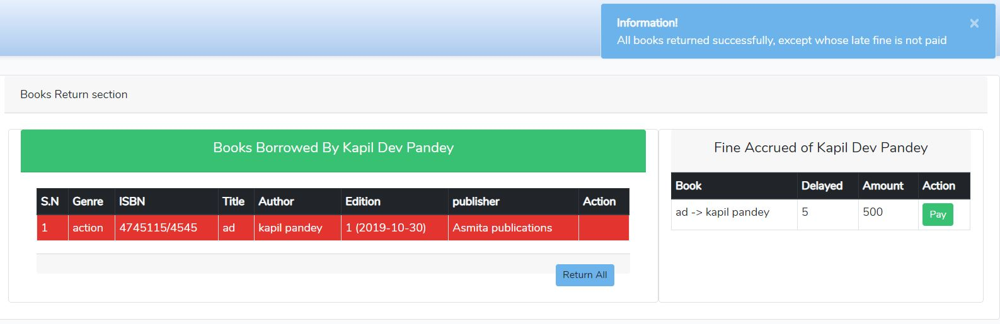 Information!
×
All books returned successfully, except whose late fine is not paid
Books Return section
Books Borrowed By Kapil Dev Pandey
S.N Genre ISBN Title Author Edition publisher Action
1 action 4745115/4545 ad kapil pandey 1 (2019-10-30) Asmita publications
Return All
Fine Accrued of Kapil Dev Pandey
Book Delayed Amount Action
ad -> kapil pandey 5 500 Pay